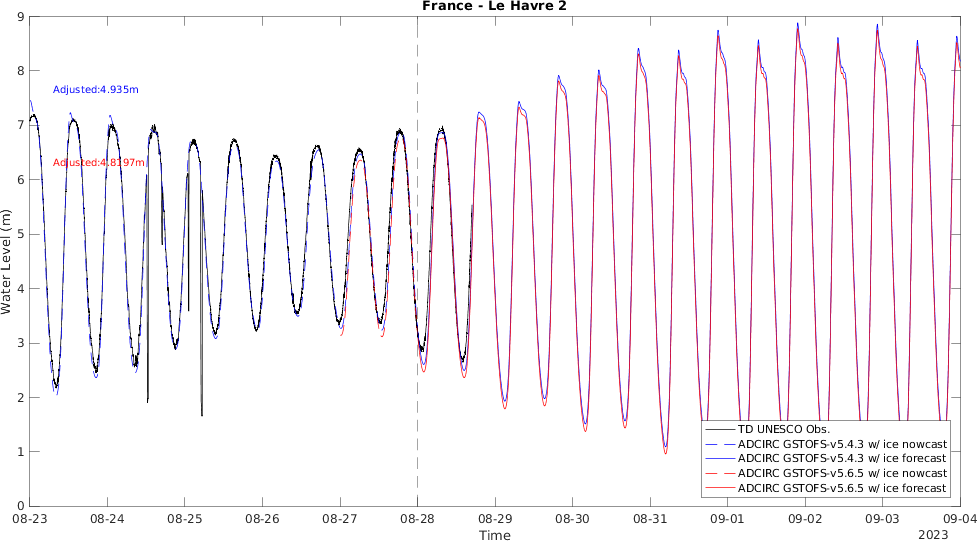 France - Le Havre 2
9
8
7
6
5
4
3
2
1
0
Water Level (m)
Adjusted:4.935m
Adjusted:4.8397m
TD UNESCO Obs.
ADCIRC GSTOFS-v5.4.3 w/ ice nowcast
ADCIRC GSTOFS-v5.4.3 w/ ice forecast
ADCIRC GSTOFS-v5.6.5 w/ ice nowcast
ADCIRC GSTOFS-v5.6.5 w/ ice forecast
08-23 08-24 08-25 08-26 08-27 08-28 08-29 08-30 08-31 09-01 09-02 09-03 09-04
Time
2023